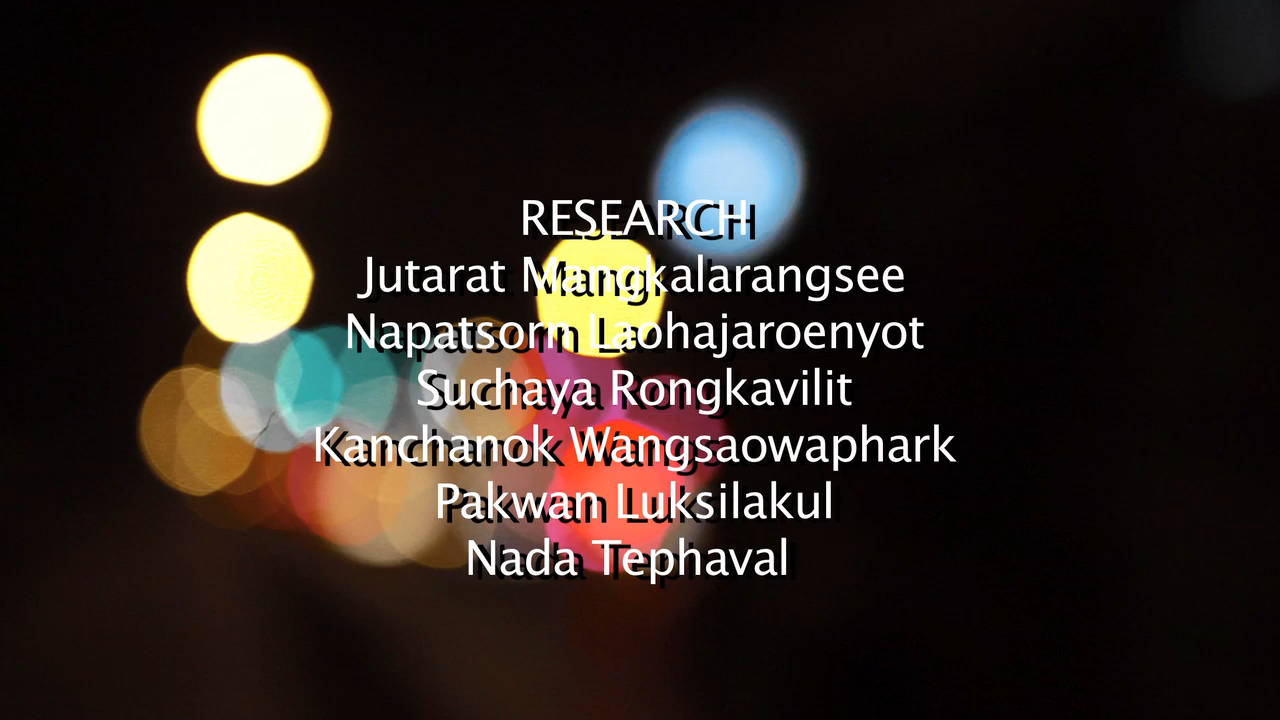 RESEARCH
Jutarat Mangkalarangsee
Napatsorn Laohajaroenyot
Suchaya Rongkavilit
Kanchanok Wangsaowaphark
Pakwan Luksilakul
Nada Tephaval